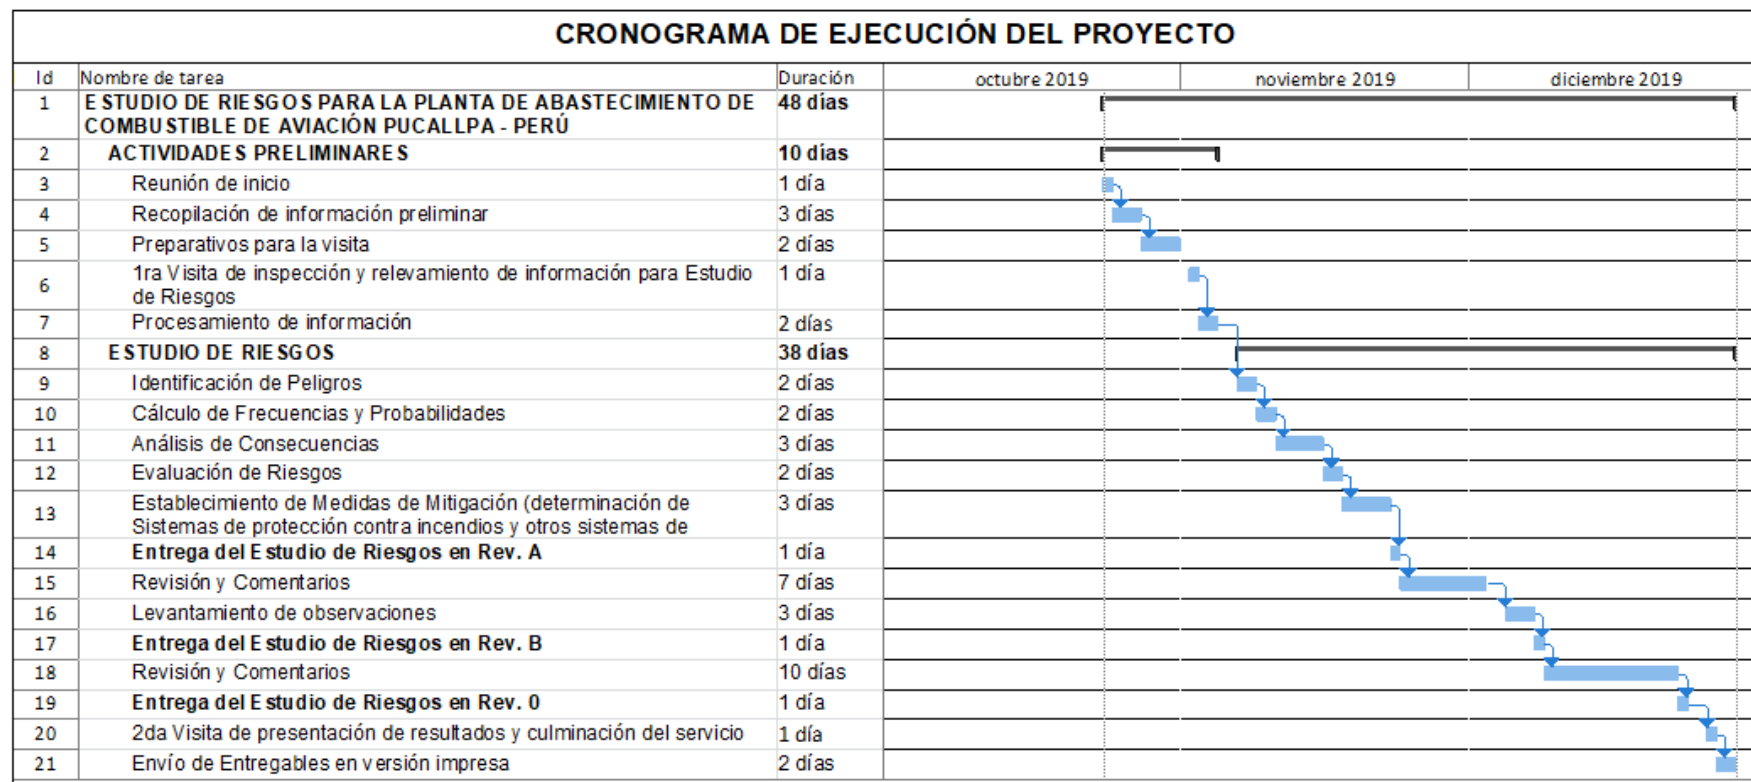 CRONOGRAMA DE EJECUCIÓN DEL PROYECTO
Id Nombre de tarea Duración octubre 2019 noviembre 2019 diciembre 2019
1 ESTUDIO DE RIESGOS PARA LA PLANTA DE ABASTECIMIENTO DE 48 días
COMBUSTIBLE DE AVIACIÓN PUCALLPA - PERÚ
2 ACTIVIDADES PRELIMINARES 10 días
3 Reunión de inicio 1 día
4 Recopilación de información preliminar 3 días
5 Preparativos para la visita 2 días
6 1ra Visita de inspección y relevamiento de información para Estudio 1 día
de Riesgos
7 Procesamiento de información 2 días
8 ESTUDIO DE RIESGOS 38 días
9 Identificación de Peligros 2 días
10 Cálculo de Frecuencias y Probabilidades 2 días
11 Análisis de Consecuencias 3 días
12 Evaluación de Riesgos 2 días
13 Establecimiento de Medidas de Mitigación (determinación de 3 días
Sistemas de protección contra incendios y otros sistemas de
14 Entrega del Estudio de Riesgos en Rev. A 1 día
15 Revisión y Comentarios 7 días
16 Levantamiento de observaciones 3 días
17 Entrega del Estudio de Riesgos en Rev. B 1 día
18 Revisión y Comentarios 10 días
19 Entrega del Estudio de Riesgos en Rev. 0 1 día
20 2da Visita de presentación de resultados y culminación del servicio 1 día
21 Envío de Entregables en versión impresa 2 días